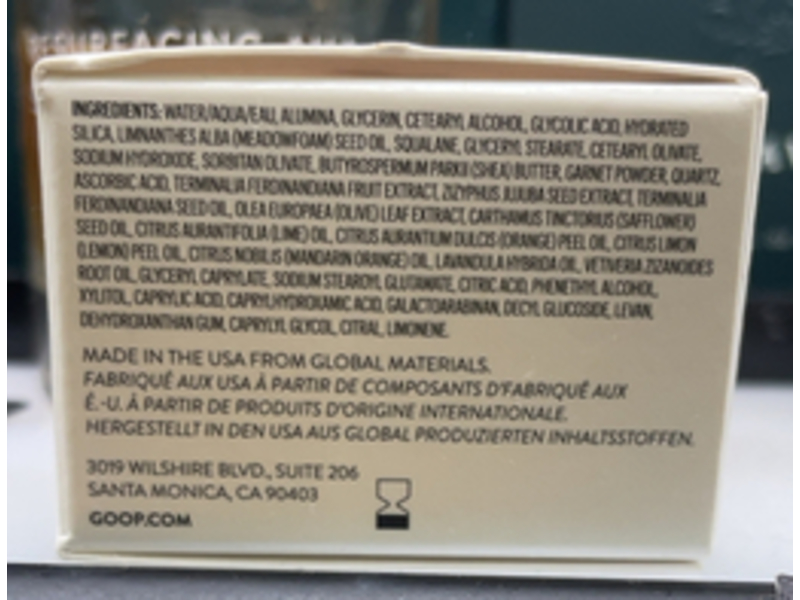 RESURFACING
INGREDIENTS: WATER/AQUA/EAU, ALUMINA, GLYCERIN, CETEARYL ALCOHOL, GLYCOLIC ACID, HYDRATED
SILICA, LIMNANTHES ALBA (MEADOWFOAM) SEED OIL, SQUALANE, GLYCERYL STEARATE, CETEARYL OLIVATE,
SODIUM HYDROXIDE, SORBITAN OLIVATE, BUTYROSPERMUM PARKII (SHEA) BUTTER, GARNET POWDER, QUARTZ,
ASCORBIC ACID, TERMINALIA FERDINANDIANA FRUIT EXTRACT, ZIZYPHUS JUJUBA SEED EXTRACT, TERMINALIA
FERDINANDIANA SEED OIL, OLEA EUROPAEA (OLIVE) LEAF EXTRACT, CARTHAMUS TINCTORIUS (SAFFLOWER)
SEED OIL, CITRUS AURANTIFOLIA (LIME) OIL, CITRUS AURANTIUM DULCIS (ORANGE) PEEL OIL, CITRUS LIMON
(LEMON) PEEL OIL, CITRUS NOBILIS (MANDARIN ORANGE) OIL, LAVANDULA HYBRIDA OIL, VETIVERIA ZIZANOIDES
ROOT OIL, GLYCERYL CAPRYLATE, SODIUM STEAROYL GLUTAMATE, CITRIC ACID, PHENETHYL ALCOHOL,
XYLITOL, CAPRYLIC ACID, CAPRYLHYDROXAMIC ACID, GALACTOARABINAN, DECYL GLUCOSIDE, LEVAN,
DEHYDROXANTHAN GUM, CAPRYLYL GLYCOL, CITRAL, LIMONENE.
MADE IN THE USA FROM GLOBAL MATERIALS.
FABRIQUÉ AUX USA À PARTIR DE COMPOSANTS D'FABRIQUÉ AUX
É.-U. À PARTIR DE PRODUITS D'ORIGINE INTERNATIONALE.
HERGESTELLT IN DEN USA AUS GLOBAL PRODUZIERTEN INHALTSSTOFFEN.
3019 WILSHIRE BLVD., SUITE 206
SANTA MONICA, CA 90403
GOOP.COM